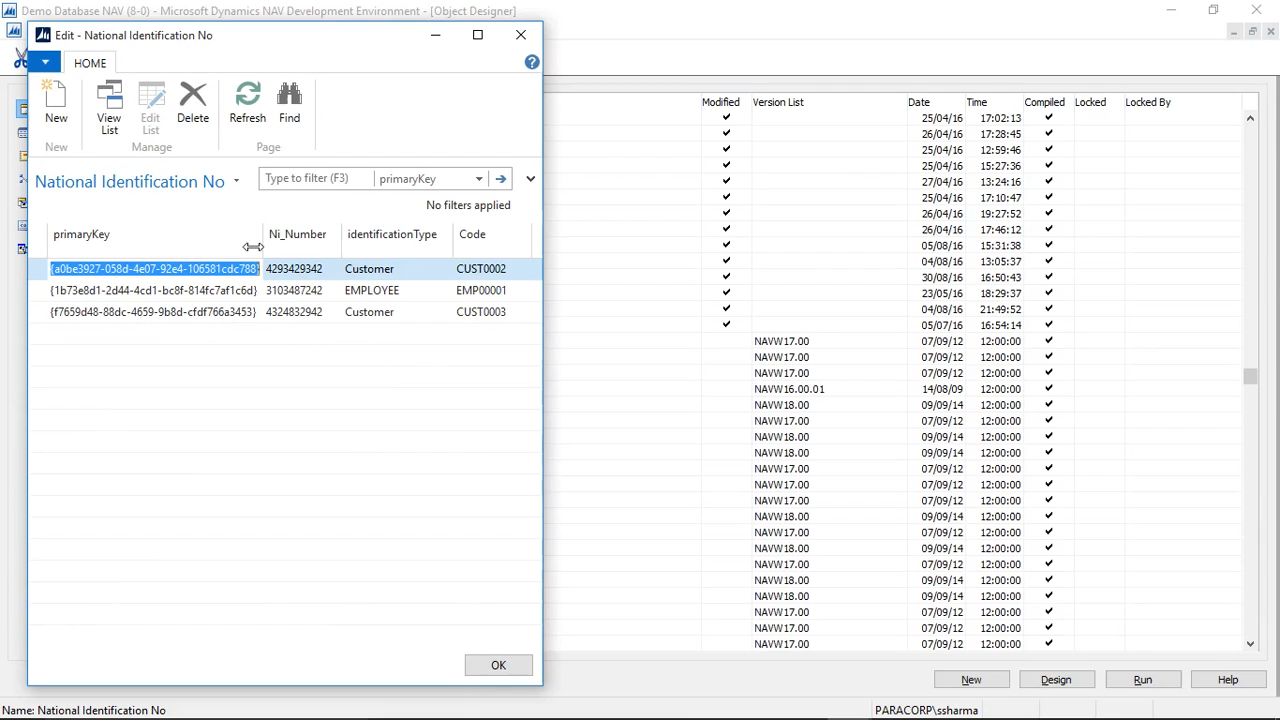 Demo Database NAV (8-0) - Microsoft Dynamics NAV Development Environment - [Object Designer]
Edit - National Identification No
HOME
New
View List
Edit List
Delete
Refresh
Find
New
Manage
Page
National Identification No
Type to filter (F3)
primaryKey
No filters applied
primaryKey Ni_Number identificationType Code
{a0be3927-058d-4e07-92e4-106581cdc788} 4293429342 Customer CUST0002
{1b73e8d1-2d44-4cd1-bc8f-814fc7af1c6d} 3103487242 EMPLOYEE EMP00001
{f7659d48-88dc-4659-9b8d-cfdf766a3453} 4324832942 Customer CUST0003
OK
Modified Version List Date Time Compiled Locked Locked By
25/04/16 17:02:13
26/04/16 17:28:45
25/04/16 12:59:46
25/04/16 15:27:36
27/04/16 13:24:16
25/04/16 17:10:47
26/04/16 19:27:52
26/04/16 17:46:12
05/08/16 15:31:38
04/08/16 13:05:37
30/08/16 16:50:43
23/05/16 18:29:37
04/08/16 21:49:52
05/07/16 16:54:14
NAVW17.00 07/09/12 12:00:00
NAVW17.00 07/09/12 12:00:00
NAVW17.00 07/09/12 12:00:00
NAVW16.00.01 14/08/09 12:00:00
NAVW18.00 09/09/14 12:00:00
NAVW17.00 07/09/12 12:00:00
NAVW18.00 09/09/14 12:00:00
NAVW18.00 09/09/14 12:00:00
NAVW17.00 07/09/12 12:00:00
NAVW17.00 07/09/12 12:00:00
NAVW17.00 07/09/12 12:00:00
NAVW18.00 09/09/14 12:00:00
NAVW17.00 07/09/12 12:00:00
NAVW18.00 09/09/14 12:00:00
NAVW17.00 07/09/12 12:00:00
NAVW18.00 09/09/14 12:00:00
NAVW18.00 09/09/14 12:00:00
NAVW17.00 07/09/12 12:00:00
NAVW17.00 07/09/12 12:00:00
NAVW17.00 07/09/12 12:00:00
New Design Run Help
Name: National Identification No
PARACORP\ssharma